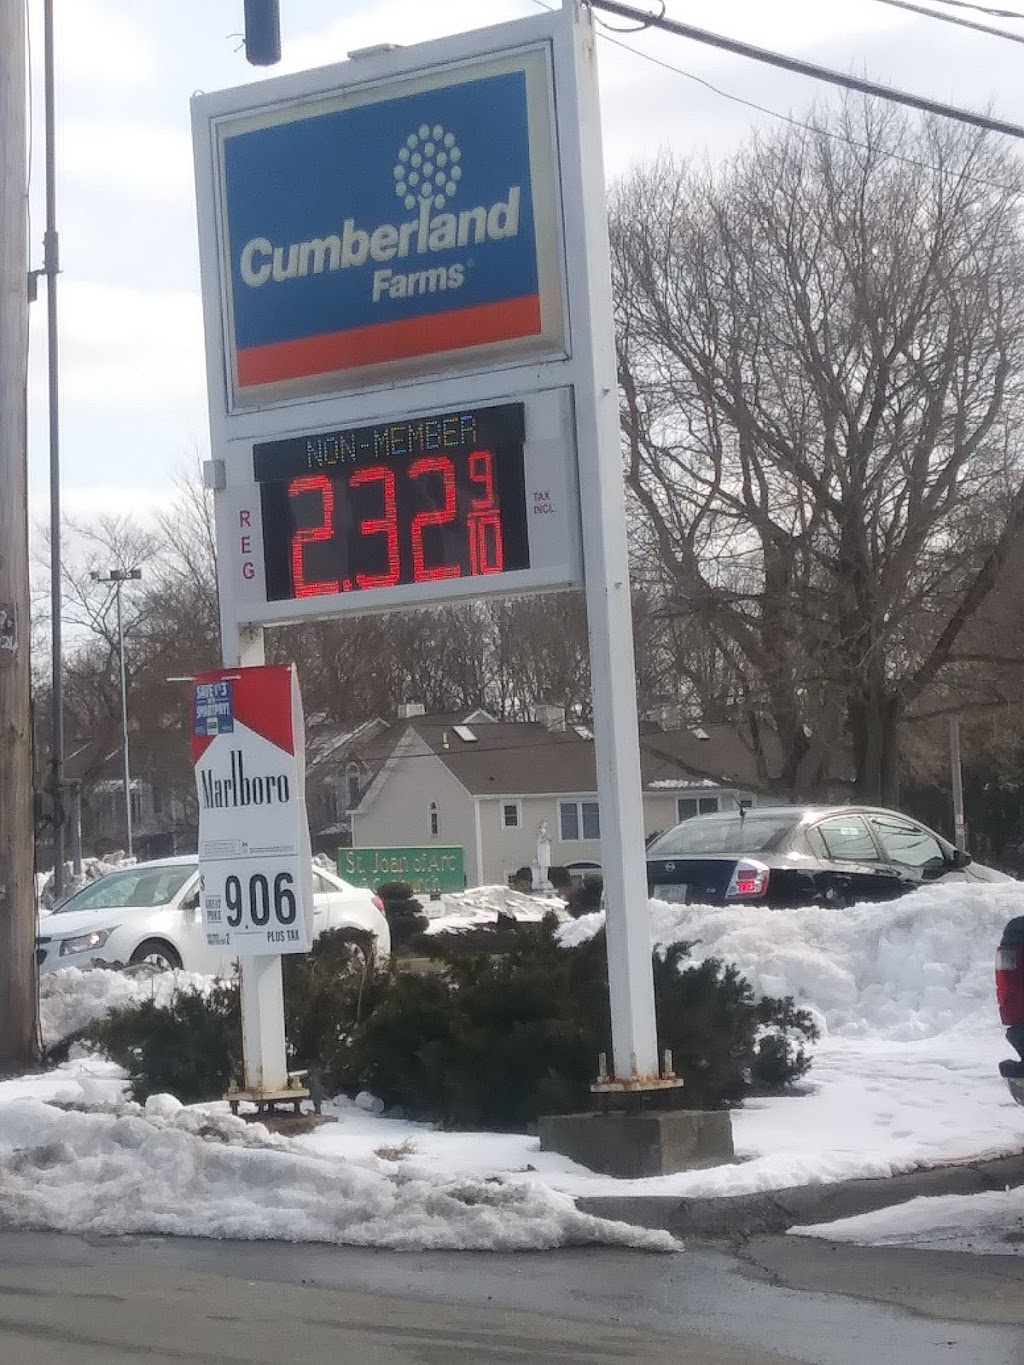 Cumberland
Farms
NON-MEMBER
REG
2.32 9/10
TAX
INCL.
Marlboro
$
9.06
PLUS TAX
St. Joan of Arc